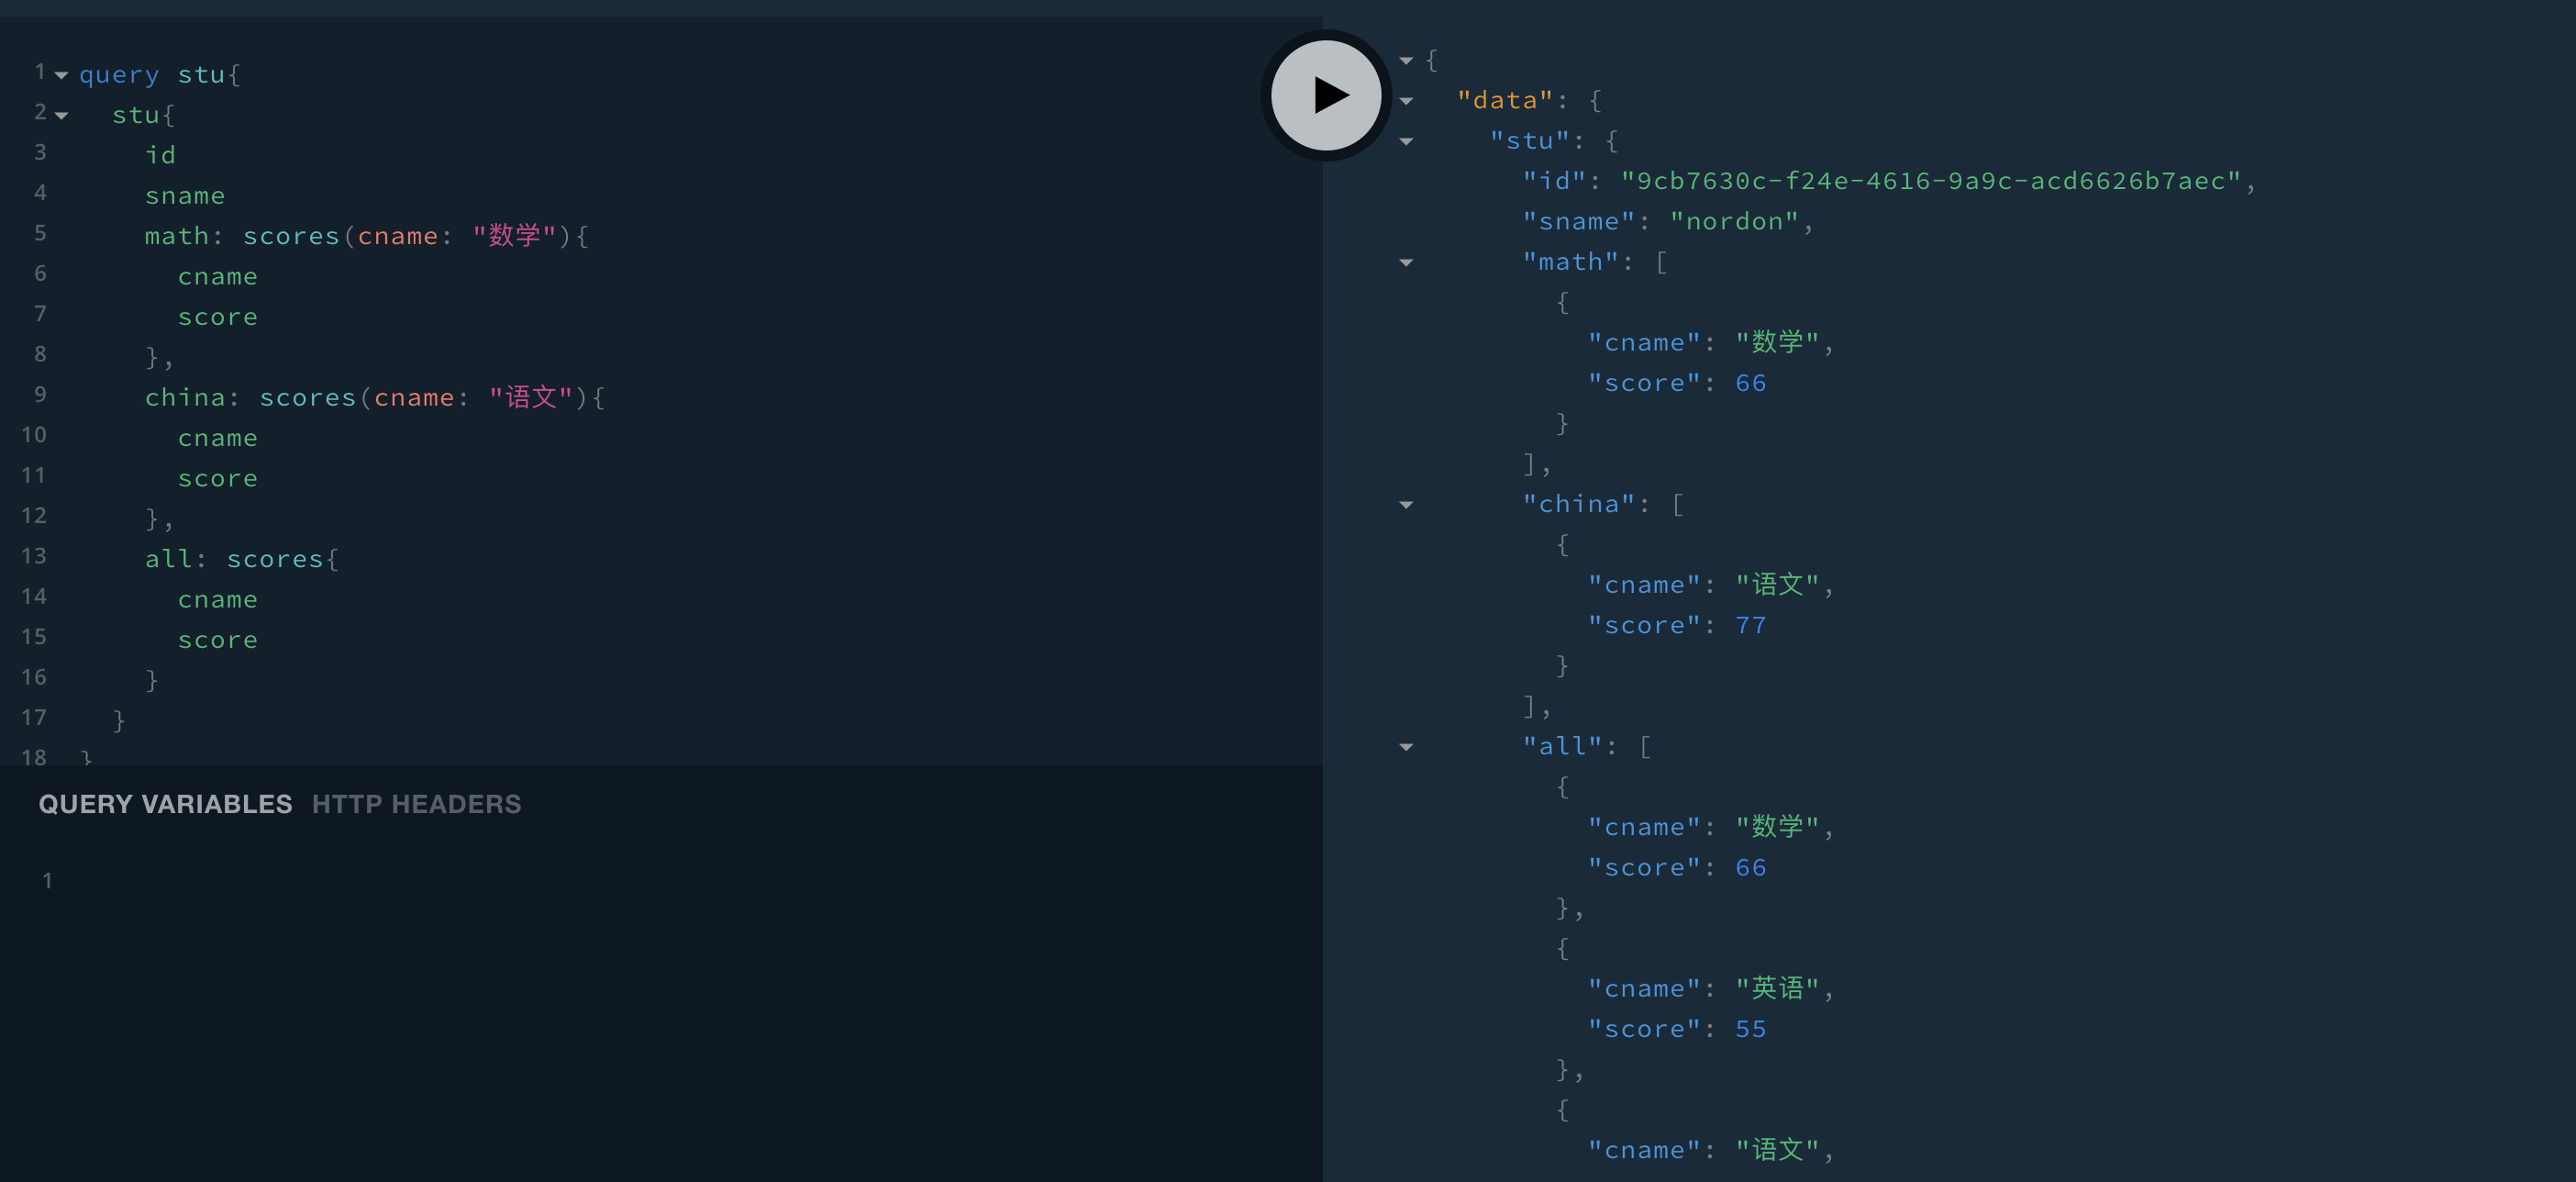 1 query stu{
2 stu{
3 id
4 sname
5 math: scores(cname: "数学"){
6 cname
7 score
8 },
9 china: scores(cname: "语文"){
10 cname
11 score
12 },
13 all: scores{
14 cname
15 score
16 }
17 }
18 }
QUERY VARIABLES HTTP HEADERS
1
{
"data": {
"stu": {
"id": "9cb7630c-f24e-4616-9a9c-acd6626b7aec",
"sname": "nordon",
"math": [
{
"cname": "数学",
"score": 66
}
],
"china": [
{
"cname": "语文",
"score": 77
}
],
"all": [
{
"cname": "数学",
"score": 66
},
{
"cname": "英语",
"score": 55
},
{
"cname": "语文",